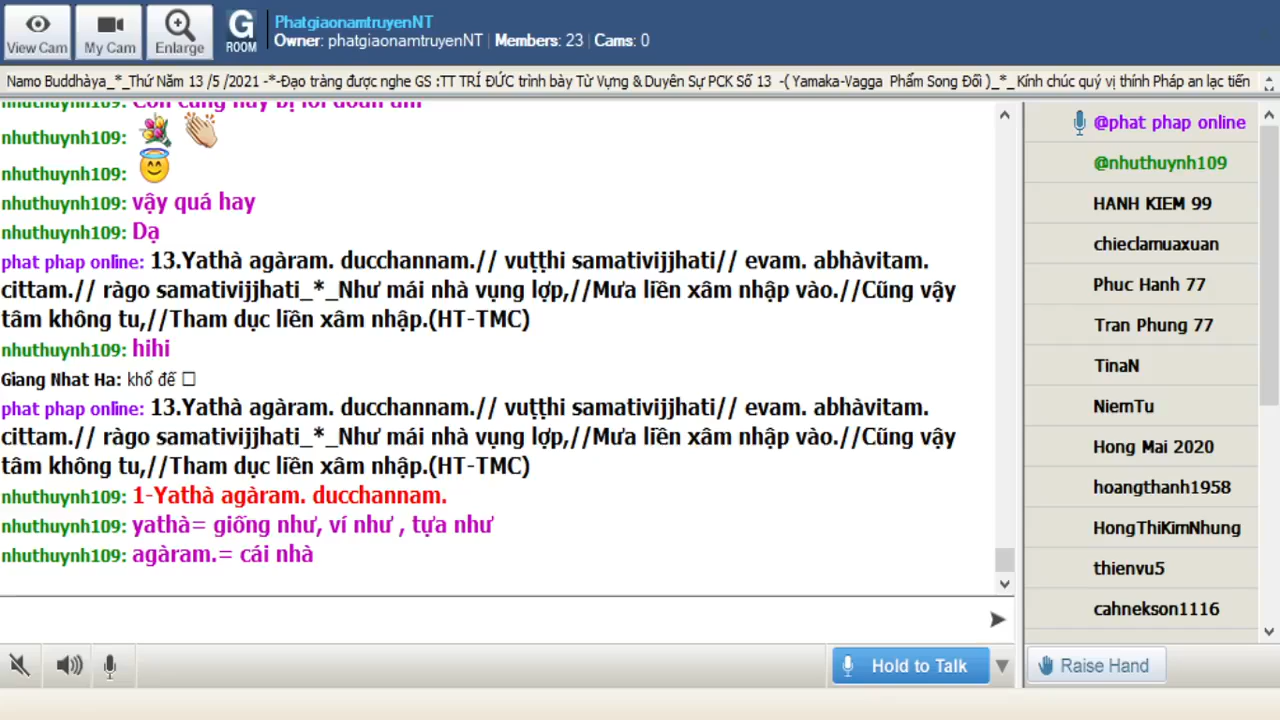 View Cam
My Cam
Enlarge
G
ROOM
PhatgiaonamtruyenNT
Owner: phatgiaonamtruyenNT | Members: 23 | Cams: 0
Namo Buddhàya_*_Thứ Năm 13 /5 /2021 -*-Đạo tràng được nghe GS :TT TRÍ ĐỨC trình bày Từ Vựng & Duyên Sự PCK Số 13 -( Yamaka-Vagga Phẩm Song Đối )_*_ Kính chúc quý vị thính Pháp an lạc tiến
nhuthuynh109: Con cũng hay bị lỗi
nhuthuynh109:
nhuthuynh109:
nhuthuynh109: vậy quá hay
nhuthuynh109: Dạ
phat phap online: 13.Yathà agàram. ducchannam.// vuṭṭhi samativijjhati// evam. abhàvitam.
cittam.// ràgo samativijjhati_*_Như mái nhà vụng lợp,//Mưa liền xâm nhập vào.//Cũng vậy
tâm không tu,//Tham dục liền xâm nhập.(HT-TMC)
nhuthuynh109: hihi
Giang Nhat Ha: khổ đế
phat phap online: 13.Yathà agàram. ducchannam.// vuṭṭhi samativijjhati// evam. abhàvitam.
cittam.// ràgo samativijjhati_*_Như mái nhà vụng lợp,//Mưa liền xâm nhập vào.//Cũng vậy
tâm không tu,//Tham dục liền xâm nhập.(HT-TMC)
nhuthuynh109: 1-Yathà agàram. ducchannam.
nhuthuynh109: yathà= giống như, ví như , tựa như
nhuthuynh109: agàram.= cái nhà
@phat phap online
@nhuthuynh109
HANH KIEM 99
chieclamuaxuan
Phuc Hanh 77
Tran Phung 77
TinaN
NiemTu
Hong Mai 2020
hoangthanh1958
HongThiKimNhung
thienvu5
cahnekson1116
Hold to Talk
Raise Hand